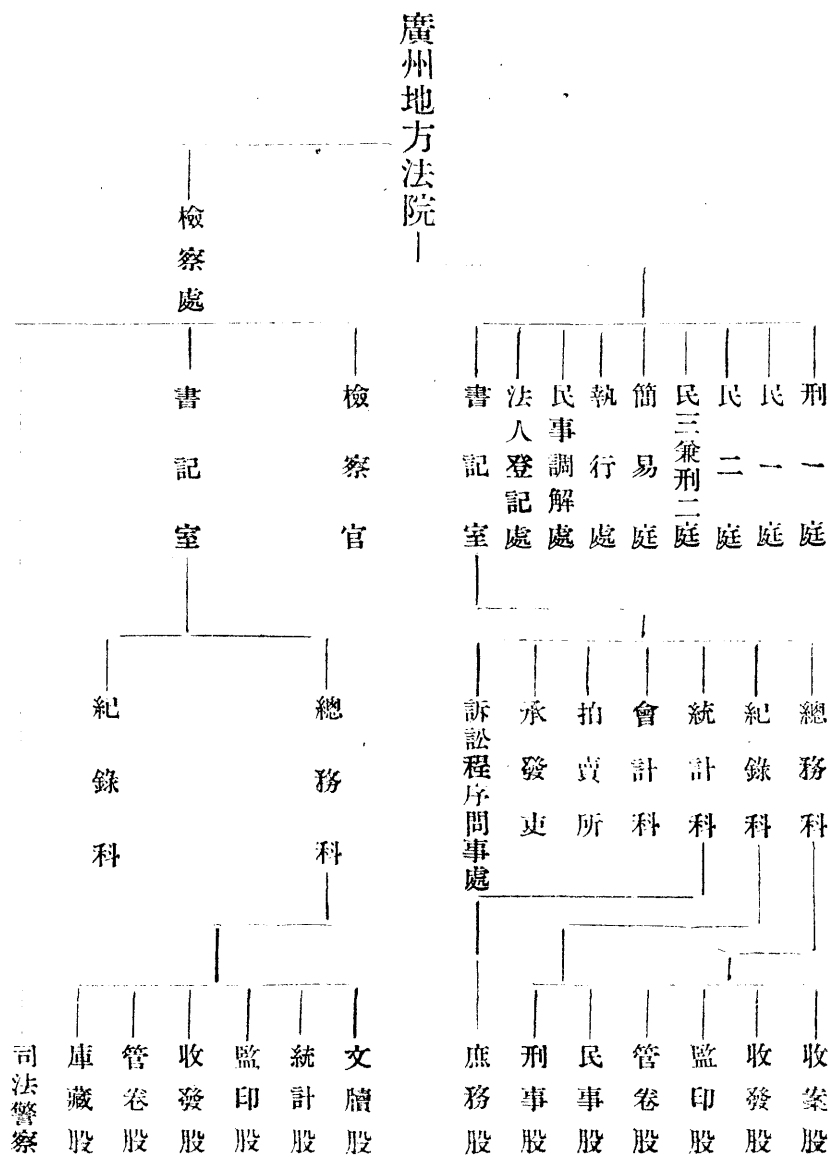 廣州地方法院
刑一庭
民一庭
民二庭
民三兼刑二庭
簡易庭
執行處
民事調解處
法人登記處
書記室
總務科
紀錄科
統計科
會計科
拍賣所
承發吏
訴訟程序問事處
收案股
收發股
監印股
管卷股
民事股
刑事股
庶務股
檢察處
檢察官
書記室
總務科
紀錄科
文牘股
統計股
監印股
收發股
管卷股
庫藏股
司法警察